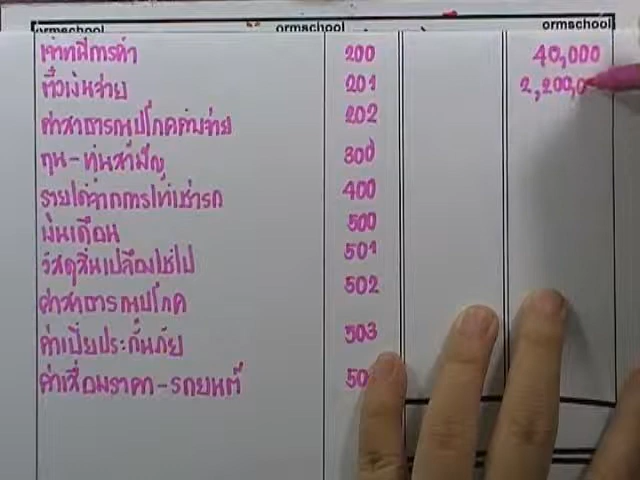 ormschool ormschool ormschool
เจ้าหนี้การค้า 200 40,000
ตั๋วเงินจ่าย 201 2,200,0
ค่าสาธารณูปโภคค้างจ่าย 202
ทุน-หุ้นสามัญ 300
รายได้จากการให้เช่ารถ 400
เงินเดือน 500
วัสดุสิ้นเปลืองใช้ไป 501
ค่าสาธารณูปโภค 502
ค่าเบี้ยประกันภัย 503
ค่าเสื่อมราคา-รถยนต์ 50